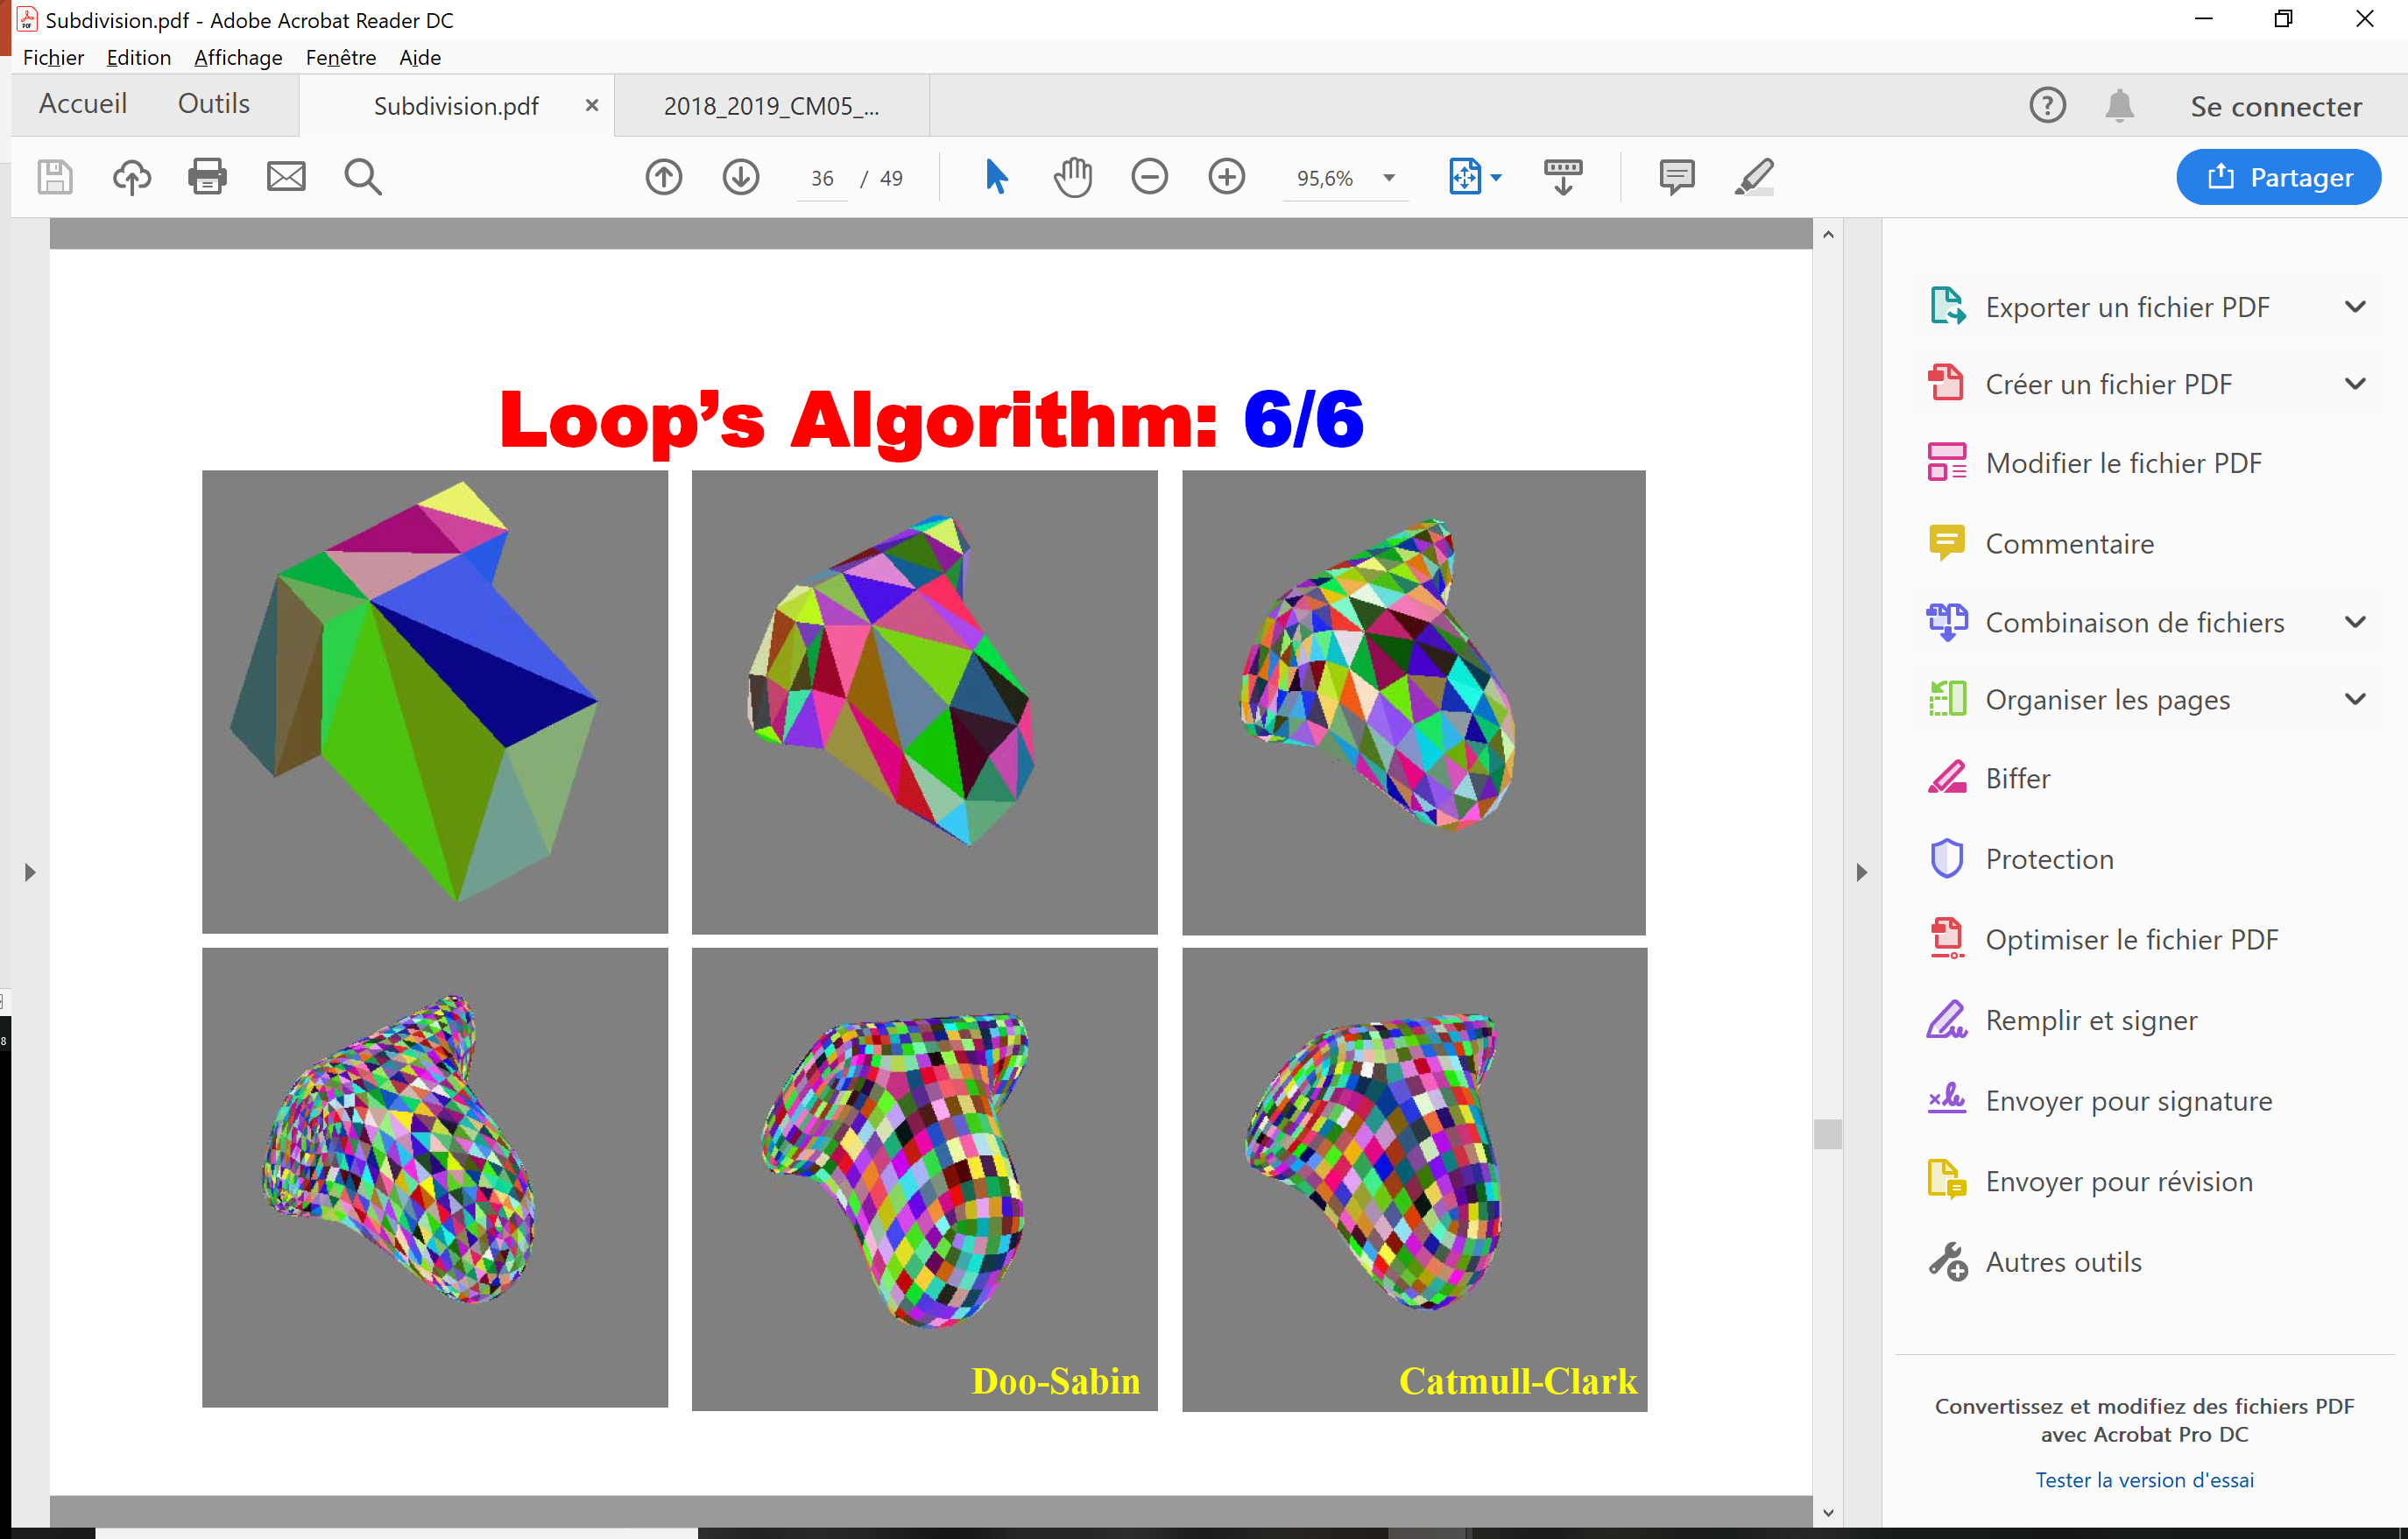 Subdivision.pdf - Adobe Acrobat Reader DC
Fichier Edition Affichage Fenêtre Aide
Accueil Outils Subdivision.pdf × 2018_2019_CM05_... ? Se connecter
36 / 49 95,6% Partager
Loop’s Algorithm: 6/6
Doo-Sabin
Catmull-Clark
Exporter un fichier PDF
Créer un fichier PDF
Modifier le fichier PDF
Commentaire
Combinaison de fichiers
Organiser les pages
Biffer
Protection
Optimiser le fichier PDF
Remplir et signer
Envoyer pour signature
Envoyer pour révision
Autres outils
Convertissez et modifiez des fichiers PDF
avec Acrobat Pro DC
Tester la version d'essai
8